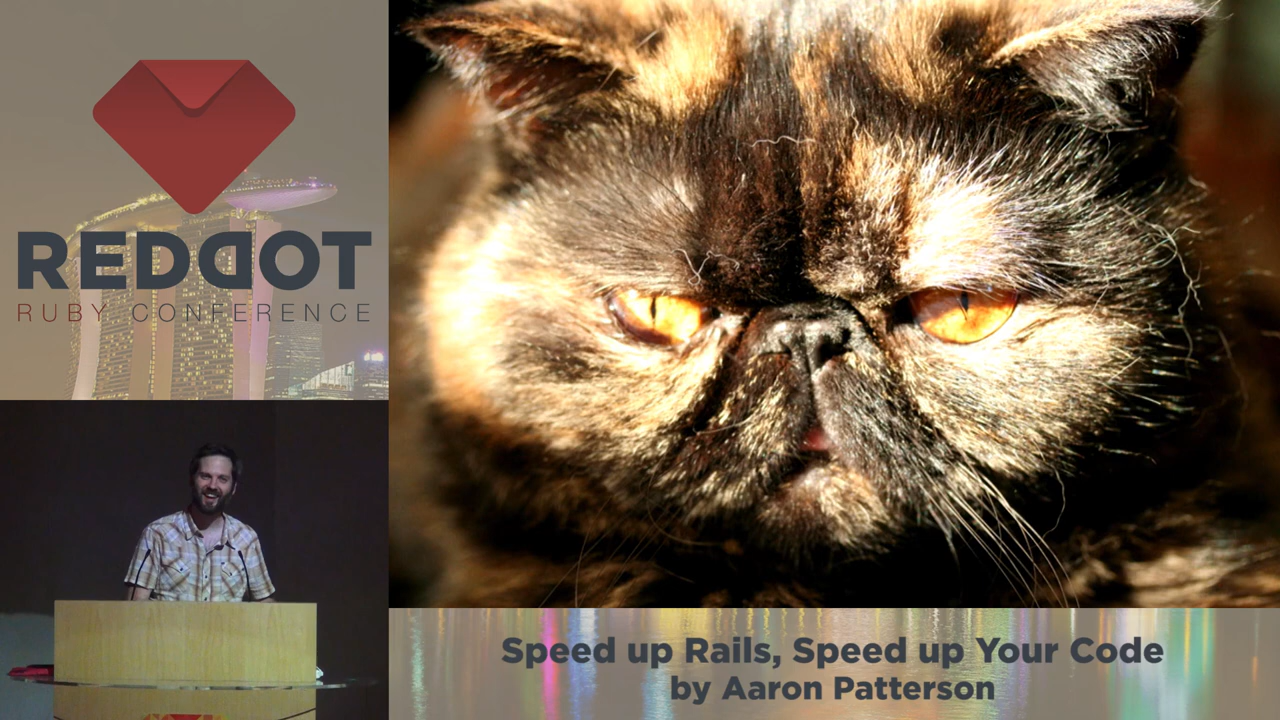 REDDOT
RUBY CONFERENCE
Speed up Rails, Speed up Your Code
by Aaron Patterson